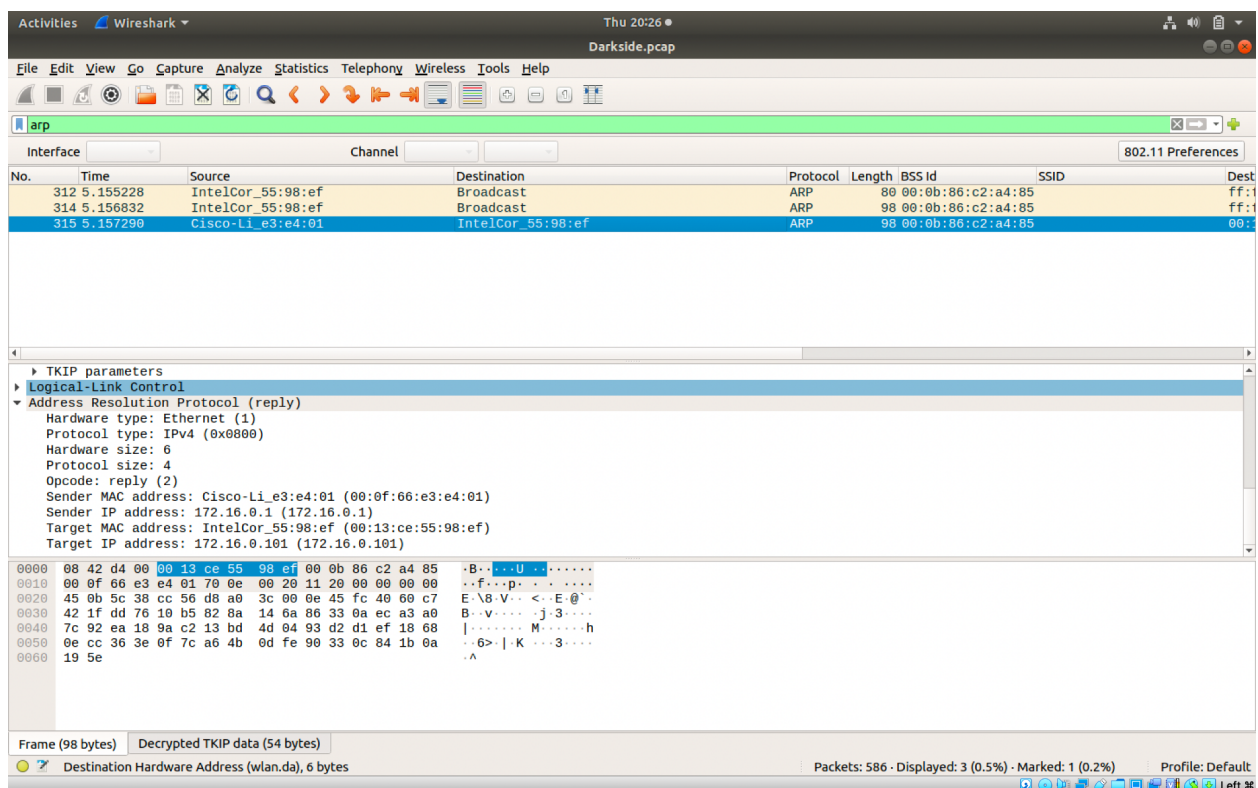 Activities Wireshark Thu 20:26
Darkside.pcap
File Edit View Go Capture Analyze Statistics Telephony Wireless Tools Help
arp
Interface Channel 802.11 Preferences
No. Time Source Destination Protocol Length BSS Id SSID Dest
312 5.155228 IntelCor_55:98:ef Broadcast ARP 80 00:0b:86:c2:a4:85
314 5.156832 IntelCor_55:98:ef Broadcast ARP 98 00:0b:86:c2:a4:85
315 5.157290 Cisco-Li_e3:e4:01 IntelCor_55:98:ef ARP 98 00:0b:86:c2:a4:85 00:
TKIP parameters
Logical-Link Control
Address Resolution Protocol (reply)
Hardware type: Ethernet (1)
Protocol type: IPv4 (0x0800)
Hardware size: 6
Protocol size: 4
Opcode: reply (2)
Sender MAC address: Cisco-Li_e3:e4:01 (00:0f:66:e3:e4:01)
Sender IP address: 172.16.0.1 (172.16.0.1)
Target MAC address: IntelCor_55:98:ef (00:13:ce:55:98:ef)
Target IP address: 172.16.0.101 (172.16.0.101)
0000 08 42 d4 00 00 13 ce 55 98 ef 00 0b 86 c2 a4 85 ·B·····U ········
0010 00 0f 66 e3 e4 01 70 0e 00 20 11 20 00 00 00 00 ··f···p· · · ····
0020 45 0b 5c 38 cc 56 d8 a0 3c 00 0e 45 fc 40 60 c7 E·\8·V·· <··E·@`·
0030 42 1f dd 76 10 b5 82 8a 14 6a 86 33 0a ec a3 a0 B··v···· ·j·3····
0040 7c 92 ea 18 9a c2 13 bd 4d 04 93 d2 d1 ef 18 68 |······· M······h
0050 0e cc 36 3e 0f 7c a6 4b 0d fe 90 33 0c 84 1b 0a ··6>·|·K ···3····
0060 19 5e ·^
Frame (98 bytes) Decrypted TKIP data (54 bytes)
Destination Hardware Address (wlan.da), 6 bytes Packets: 586 · Displayed: 3 (0.5%) · Marked: 1 (0.2%) Profile: Default
Left ⌘